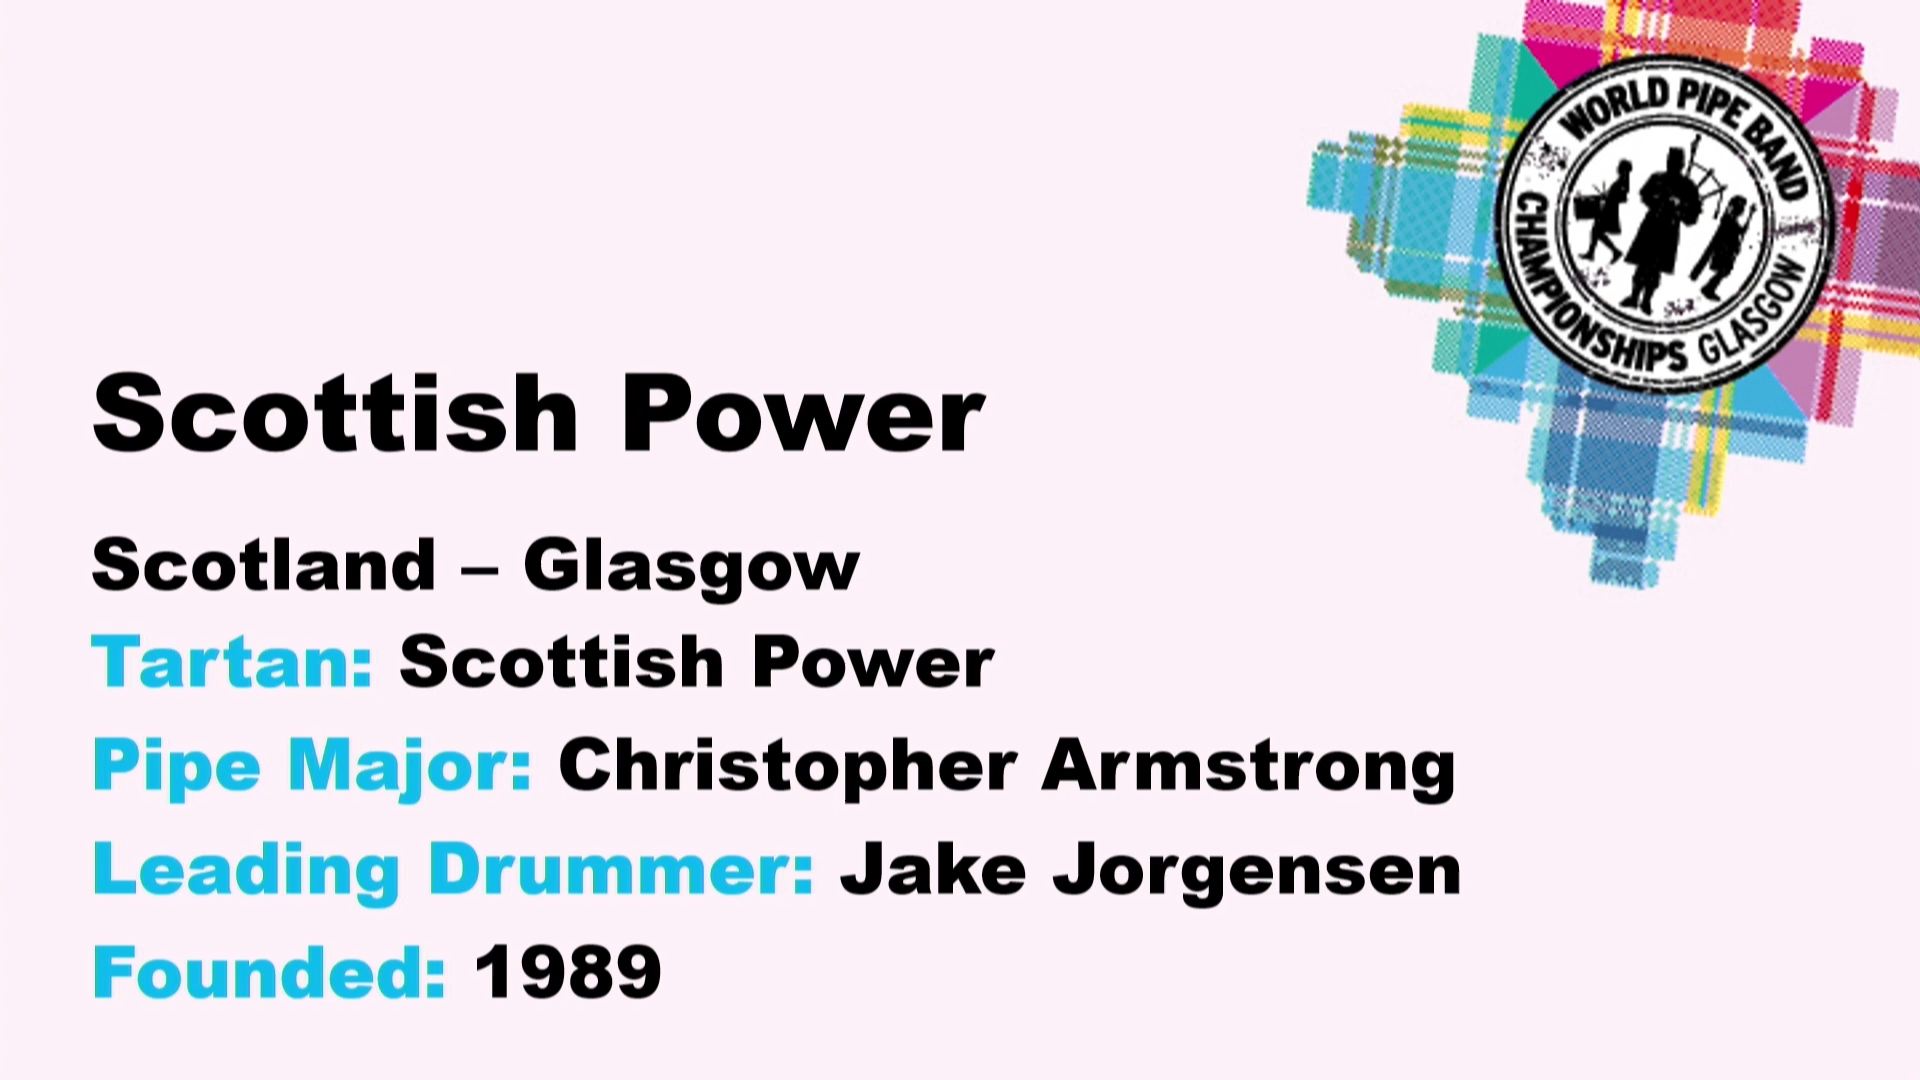 WORLD PIPE BAND
CHAMPIONSHIPS GLASGOW
Scottish Power
Scotland – Glasgow
Tartan: Scottish Power
Pipe Major: Christopher Armstrong
Leading Drummer: Jake Jorgensen
Founded: 1989